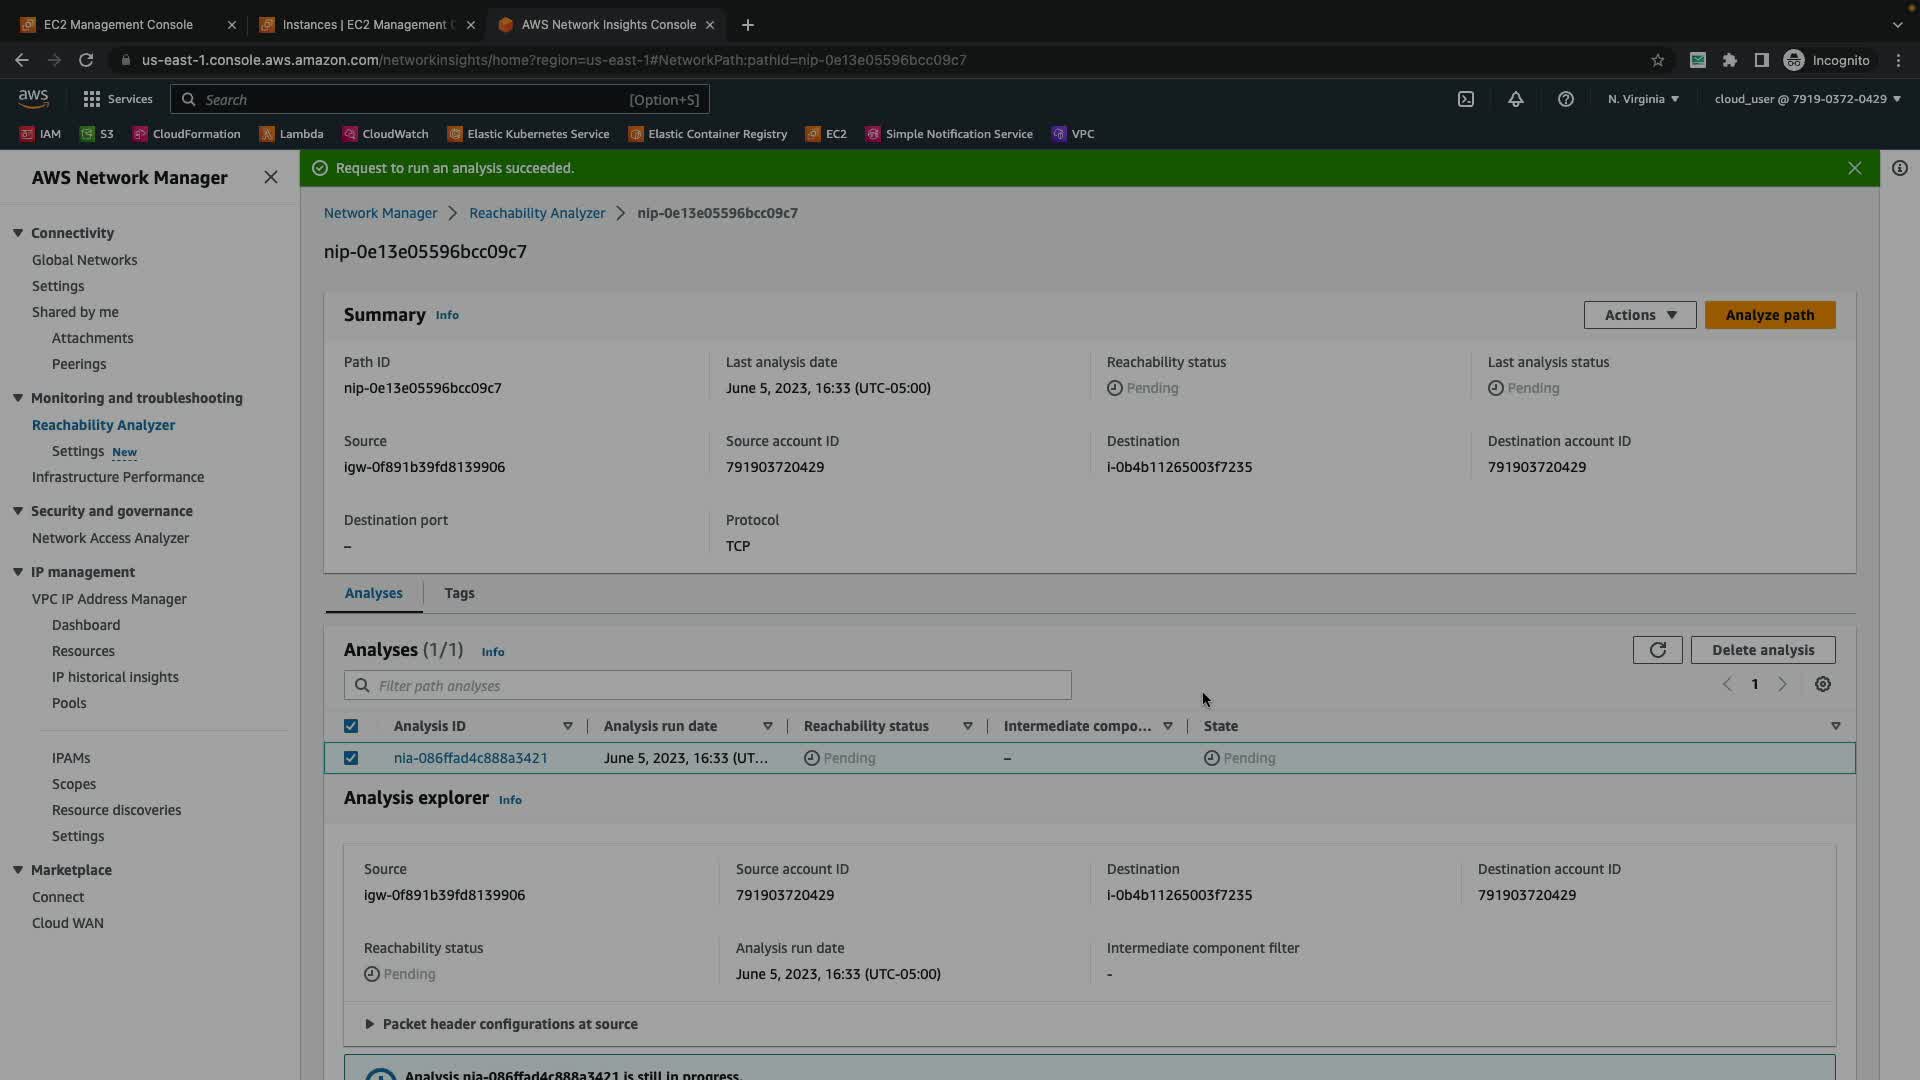 EC2 Management Console
Instances | EC2 Management C
AWS Network Insights Console
us-east-1.console.aws.amazon.com/networkinsights/home?region=us-east-1#NetworkPath:pathId=nip-0e13e05596bcc09c7
Incognito
aws
Services
Search
[Option+S]
N. Virginia
cloud_user @ 7919-0372-0429
IAM
S3
CloudFormation
Lambda
CloudWatch
Elastic Kubernetes Service
Elastic Container Registry
EC2
Simple Notification Service
VPC
AWS Network Manager
Connectivity
Global Networks
Settings
Shared by me
Attachments
Peerings
Monitoring and troubleshooting
Reachability Analyzer
Settings New
Infrastructure Performance
Security and governance
Network Access Analyzer
IP management
VPC IP Address Manager
Dashboard
Resources
IP historical insights
Pools
IPAMs
Scopes
Resource discoveries
Settings
Marketplace
Connect
Cloud WAN
Request to run an analysis succeeded.
Network Manager
Reachability Analyzer
nip-0e13e05596bcc09c7
nip-0e13e05596bcc09c7
Summary Info
Actions
Analyze path
Path ID
nip-0e13e05596bcc09c7
Last analysis date
June 5, 2023, 16:33 (UTC-05:00)
Reachability status
Pending
Last analysis status
Pending
Source
igw-0f891b39fd8139906
Source account ID
791903720429
Destination
i-0b4b11265003f7235
Destination account ID
791903720429
Destination port
–
Protocol
TCP
Analyses
Tags
Analyses (1/1) Info
Delete analysis
Filter path analyses
1
Analysis ID
Analysis run date
Reachability status
Intermediate compo...
State
nia-086ffad4c888a3421
June 5, 2023, 16:33 (UT...
Pending
–
Pending
Analysis explorer Info
Source
igw-0f891b39fd8139906
Source account ID
791903720429
Destination
i-0b4b11265003f7235
Destination account ID
791903720429
Reachability status
Pending
Analysis run date
June 5, 2023, 16:33 (UTC-05:00)
Intermediate component filter
-
Packet header configurations at source
Analysis nia-086ffad4c888a3421 is still in progress.